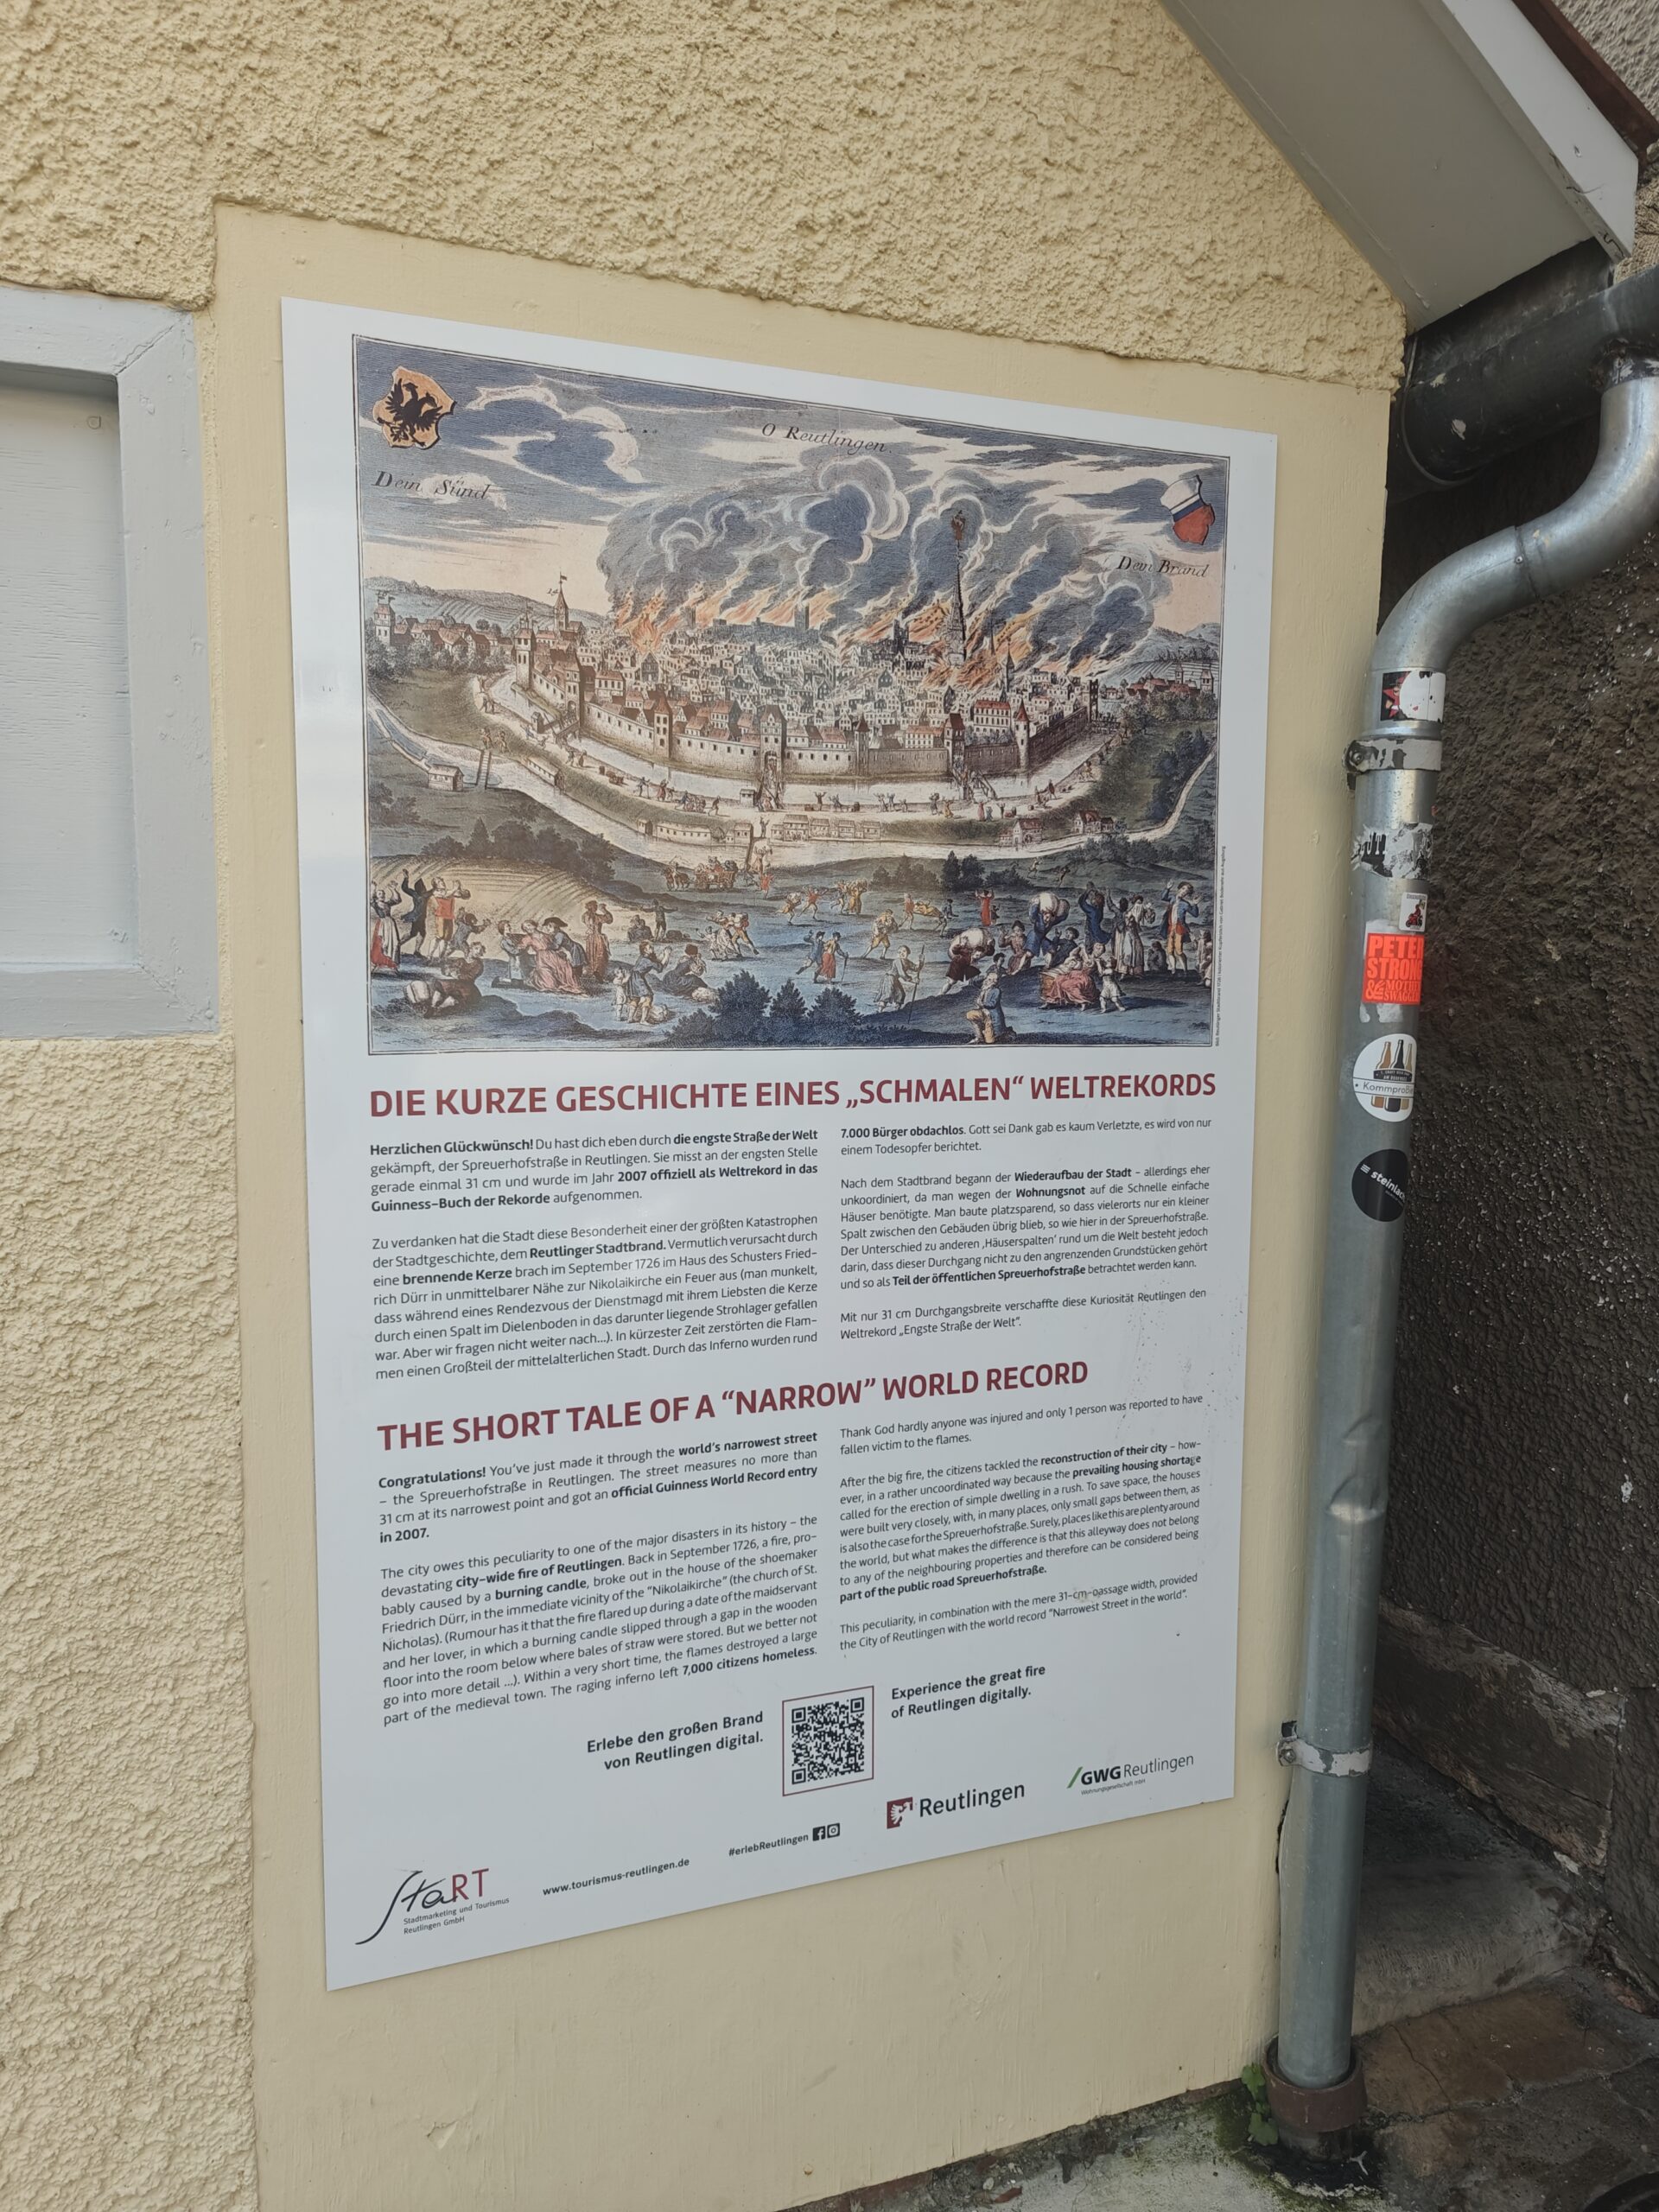 O Reutlingen.
Dein Sünd
Dein Brand
DIE KURZE GESCHICHTE EINES „SCHMALEN“ WELTREKORDS
Herzlichen Glückwünsch! Du hast dich eben durch die engste Straße der Welt
gekämpft, der Spreuerhofstraße in Reutlingen. Sie misst an der engsten Stelle
gerade einmal 31 cm und wurde im Jahr 2007 offiziell als Weltrekord in das
Guinness-Buch der Rekorde aufgenommen.
Zu verdanken hat die Stadt diese Besonderheit einer der größten Katastrophen
der Stadtgeschichte, dem Reutlinger Stadtbrand. Vermutlich verursacht durch
eine brennende Kerze brach im September 1726 im Haus des Schusters Fried-
rich Dürr in unmittelbarer Nähe zur Nikolaikirche ein Feuer aus (man munkelt,
dass während eines Rendezvous der Dienstmagd mit ihrem Liebsten die Kerze
durch einen Spalt im Dielenboden in das darunter liegende Strohlager gefallen
war. Aber wir fragen nicht weiter nach...). In kürzester Zeit zerstörten die Flam-
men einen Großteil der mittelalterlichen Stadt. Durch das Inferno wurden rund
7.000 Bürger obdachlos. Gott sei Dank gab es kaum Verletzte, es wird von nur
einem Todesopfer berichtet.
Nach dem Stadtbrand begann der Wiederaufbau der Stadt – allerdings eher
unkoordiniert, da man wegen der Wohnungsnot auf die Schnelle einfache
Häuser benötigte. Man baute platzsparend, so dass vielerorts nur ein kleiner
Spalt zwischen den Gebäuden übrig blieb, so wie hier in der Spreuerhofstraße.
Der Unterschied zu anderen ‚Häuserspalten‘ rund um die Welt besteht jedoch
darin, dass dieser Durchgang nicht zu den angrenzenden Grundstücken gehört
und so als Teil der öffentlichen Spreuerhofstraße betrachtet werden kann.
Mit nur 31 cm Durchgangsbreite verschaffte diese Kuriosität Reutlingen den
Weltrekord „Engste Straße der Welt“.
THE SHORT TALE OF A “NARROW” WORLD RECORD
Congratulations! You’ve just made it through the world’s narrowest street
– the Spreuerhofstraße in Reutlingen. The street measures no more than
31 cm at its narrowest point and got an official Guinness World Record entry
in 2007.
The city owes this peculiarity to one of the major disasters in its history – the
devastating city-wide fire of Reutlingen. Back in September 1726, a fire, pro-
bably caused by a burning candle, broke out in the house of the shoemaker
Friedrich Dürr, in the immediate vicinity of the “Nikolaikirche” (the church of St.
Nicholas). (Rumour has it that the fire flared up during a date of the maidservant
and her lover, in which a burning candle slipped through a gap in the wooden
floor into the room below where bales of straw were stored. But we better not
go into more detail ...). Within a very short time, the flames destroyed a large
part of the medieval town. The raging inferno left 7,000 citizens homeless.
Thank God hardly anyone was injured and only 1 person was reported to have
fallen victim to the flames.
After the big fire, the citizens tackled the reconstruction of their city – how-
ever, in a rather uncoordinated way because the prevailing housing shortage
called for the erection of simple dwelling in a rush. To save space, the houses
were built very closely, with, in many places, only small gaps between them, as
is also the case for the Spreuerhofstraße. Surely, places like this are plenty around
the world, but what makes the difference is that this alleyway does not belong
to any of the neighbouring properties and therefore can be considered being
part of the public road Spreuerhofstraße.
This peculiarity, in combination with the mere 31-cm-passage width, provided
the City of Reutlingen with the world record “Narrowest Street in the world”.
Erlebe den großen Brand
von Reutlingen digital.
Experience the great fire
of Reutlingen digitally.
StaRT
Stadtmarketing und Tourismus
Reutlingen GmbH
www.tourismus-reutlingen.de
#erlebReutlingen
Reutlingen
GWG Reutlingen
Wohnungsgesellschaft mbH
PETER
STRONG
& MOTHER
SWAGGER
Kommprobier
steinlach